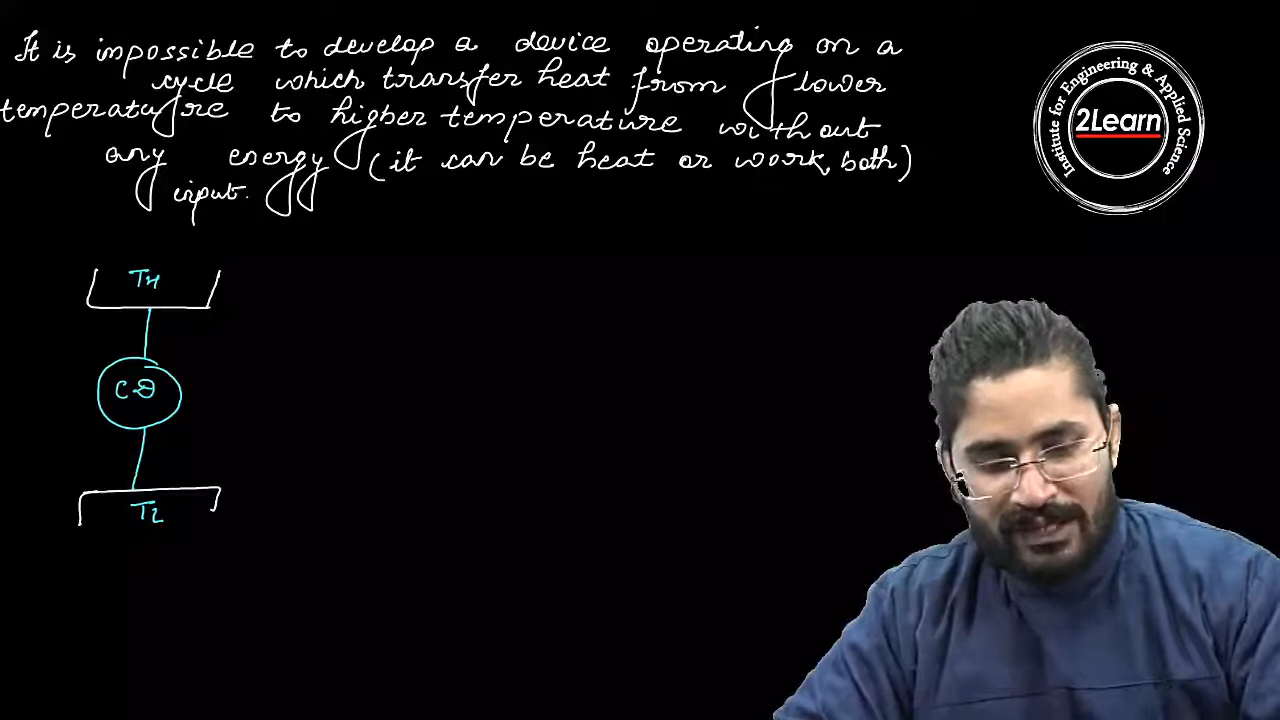 It is impossible to develop a device operating on a
cycle which transfer heat from lower
temperature to higher temperature without
any energy (it can be heat or work, both)
input.
Institute for Engineering & Applied Science
2Learn
TH
C.D
TL